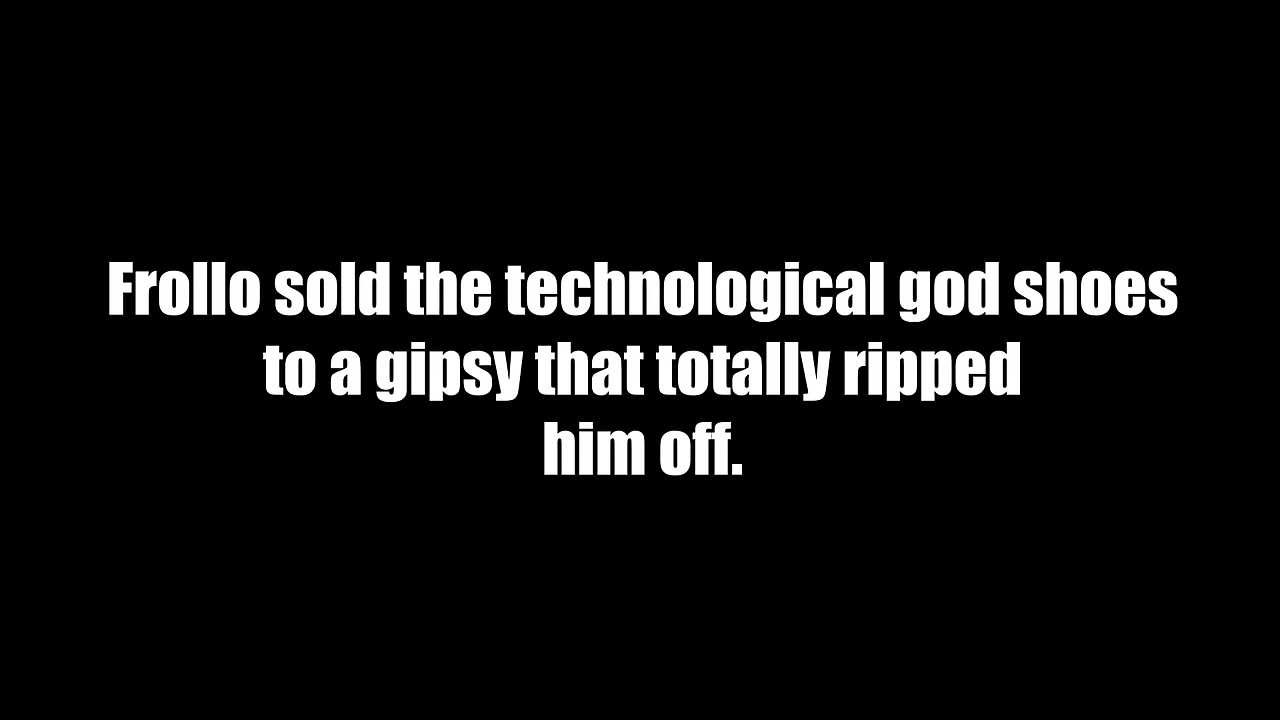 Frollo sold the technological god shoes
to a gipsy that totally ripped
him off.